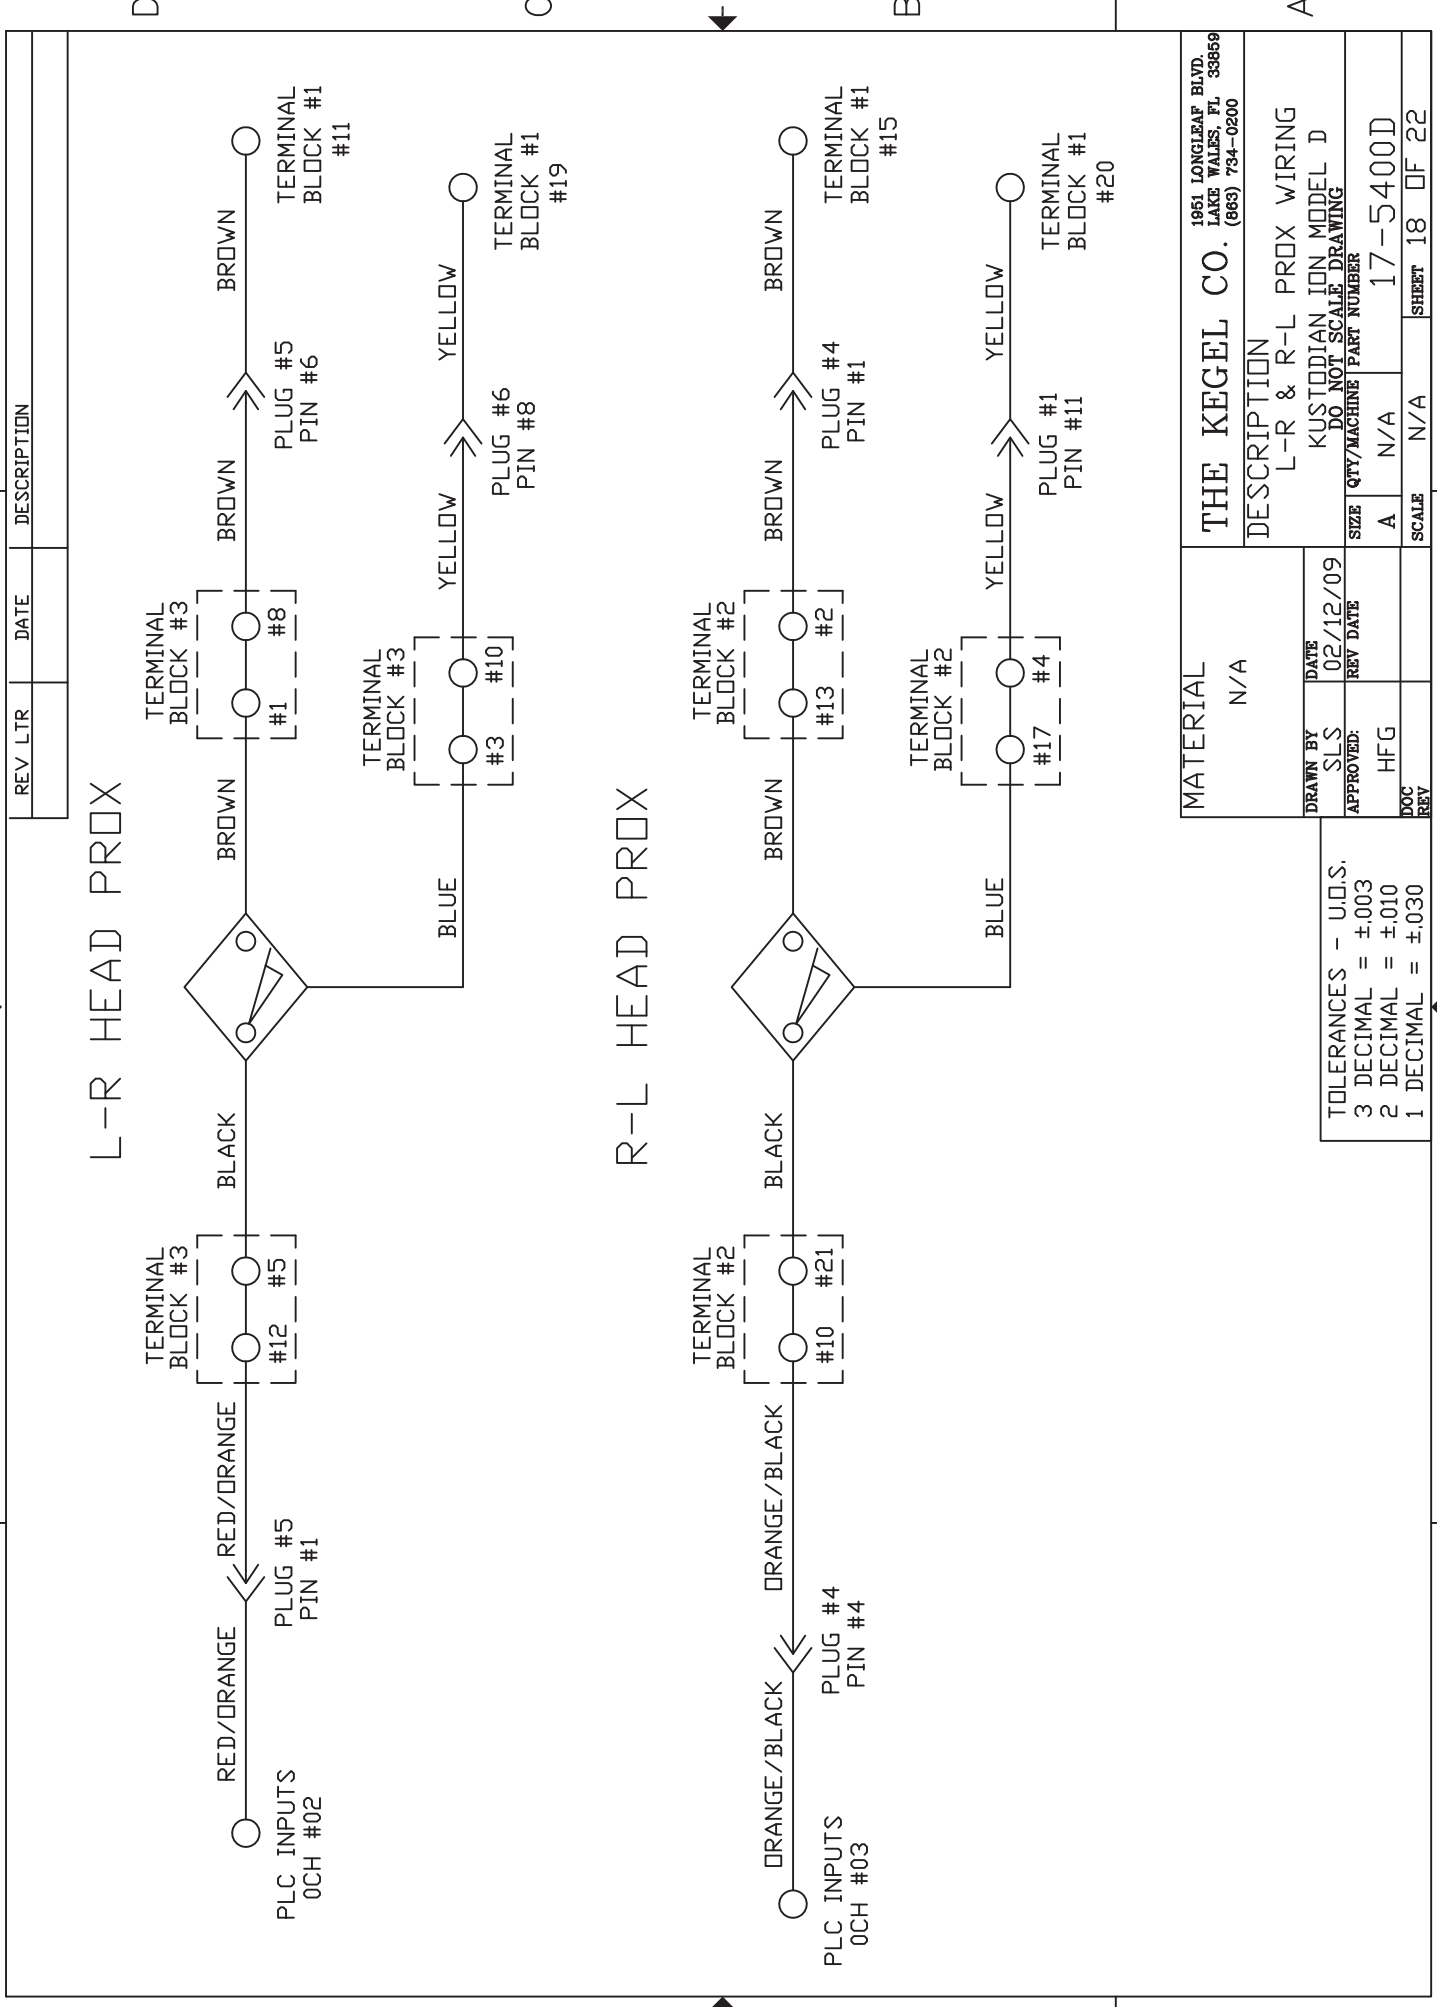 REV LTR DATE DESCRIPTION
L-R HEAD PROX
TERMINAL
BLOCK #3
TERMINAL
BLOCK #3
RED/ORANGE RED/ORANGE BLACK BROWN BROWN BROWN
#12 #5 #1 #8
PLC INPUTS
0CH #02
PLUG #5
PIN #1
PLUG #5
PIN #6
TERMINAL
BLOCK #1
#11
TERMINAL
BLOCK #3
BLUE YELLOW YELLOW
#3 #10
PLUG #6
PIN #8
TERMINAL
BLOCK #1
#19
R-L HEAD PROX
TERMINAL
BLOCK #2
TERMINAL
BLOCK #2
ORANGE/BLACK ORANGE/BLACK BLACK BROWN BROWN BROWN
#10 #21 #13 #2
PLC INPUTS
0CH #03
PLUG #4
PIN #4
PLUG #4
PIN #1
TERMINAL
BLOCK #1
#15
TERMINAL
BLOCK #2
BLUE YELLOW YELLOW
#17 #4
PLUG #1
PIN #11
TERMINAL
BLOCK #1
#20
TOLERANCES - U.O.S.
3 DECIMAL = ±.003
2 DECIMAL = ±.010
1 DECIMAL = ±.030
MATERIAL
N/A
DRAWN BY
SLS
DATE
02/12/09
APPROVED:
HFG
REV DATE
DOC
REV
THE KEGEL CO.
1951 LONGLEAF BLVD.
LAKE WALES, FL 33859
(863) 734-0200
DESCRIPTION
L-R & R-L PROX WIRING
KUSTODIAN ION MODEL D
DO NOT SCALE DRAWING
SIZE
A
QTY/MACHINE
N/A
PART NUMBER
17-5400D
SCALE N/A
SHEET 18 OF 22
D
C
B
A